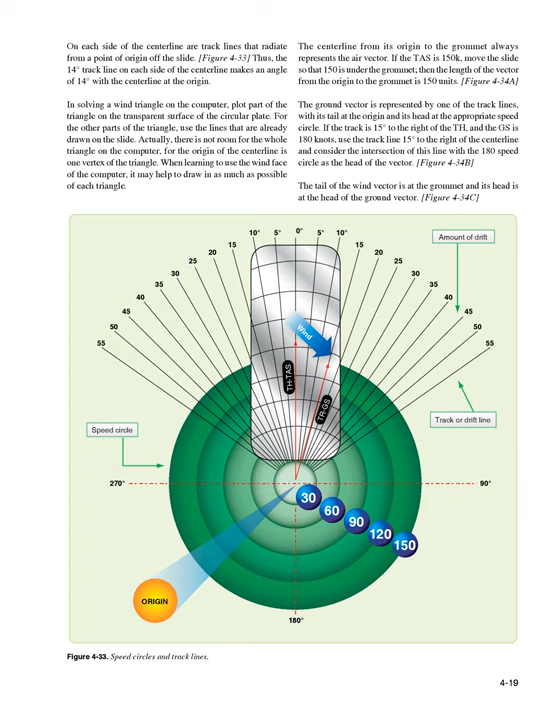 On each side of the centerline are track lines that radiate
from a point of origin off the slide. [Figure 4-33] Thus, the
14° track line on each side of the centerline makes an angle
of 14° with the centerline at the origin.
In solving a wind triangle on the computer, plot part of the
triangle on the transparent surface of the circular plate. For
the other parts of the triangle, use the lines that are already
drawn on the slide. Actually, there is not room for the whole
triangle on the computer, for the origin of the centerline is
one vertex of the triangle. When learning to use the wind face
of the computer, it may help to draw in as much as possible
of each triangle.
The centerline from its origin to the grommet always
represents the air vector. If the TAS is 150k, move the slide
so that 150 is under the grommet; then the length of the vector
from the origin to the grommet is 150 units. [Figure 4-34A]
The ground vector is represented by one of the track lines,
with its tail at the origin and its head at the appropriate speed
circle. If the track is 15° to the right of the TH, and the GS is
180 knots, use the track line 15° to the right of the centerline
and consider the intersection of this line with the 180 speed
circle as the head of the vector. [Figure 4-34B]
The tail of the wind vector is at the grommet and its head is
at the head of the ground vector. [Figure 4-34C]
10° 5° 0° 5° 10°
15 15
20 20
25 25
30 30
35 35
40 40
45 45
50 50
55 55
Amount of drift
Wind
TH-TAS
TR-GS
Track or drift line
Speed circle
270° 90°
30
60
90
120
150
ORIGIN
180°
Figure 4-33. Speed circles and track lines.
4-19